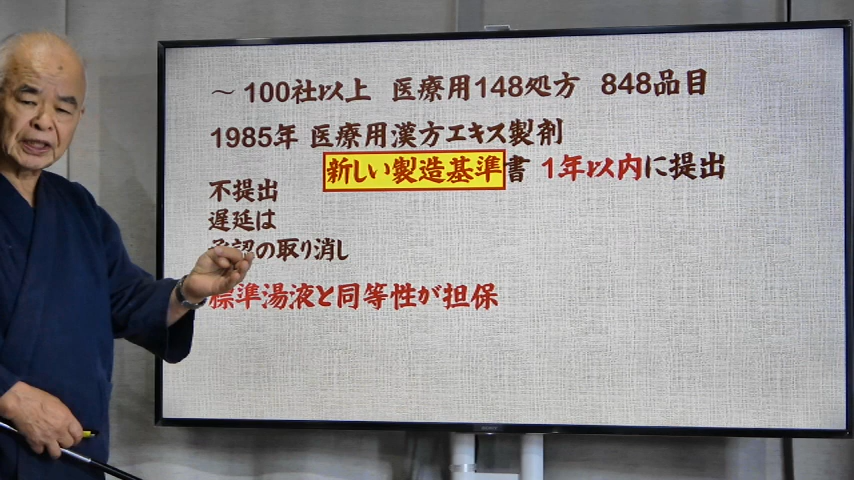 ～100社以上 医療用148処方 848品目
1985年 医療用漢方エキス製剤
新しい製造基準書 1年以内に提出
不提出
遅延は
承認の取り消し
標準湯液と同等性が担保